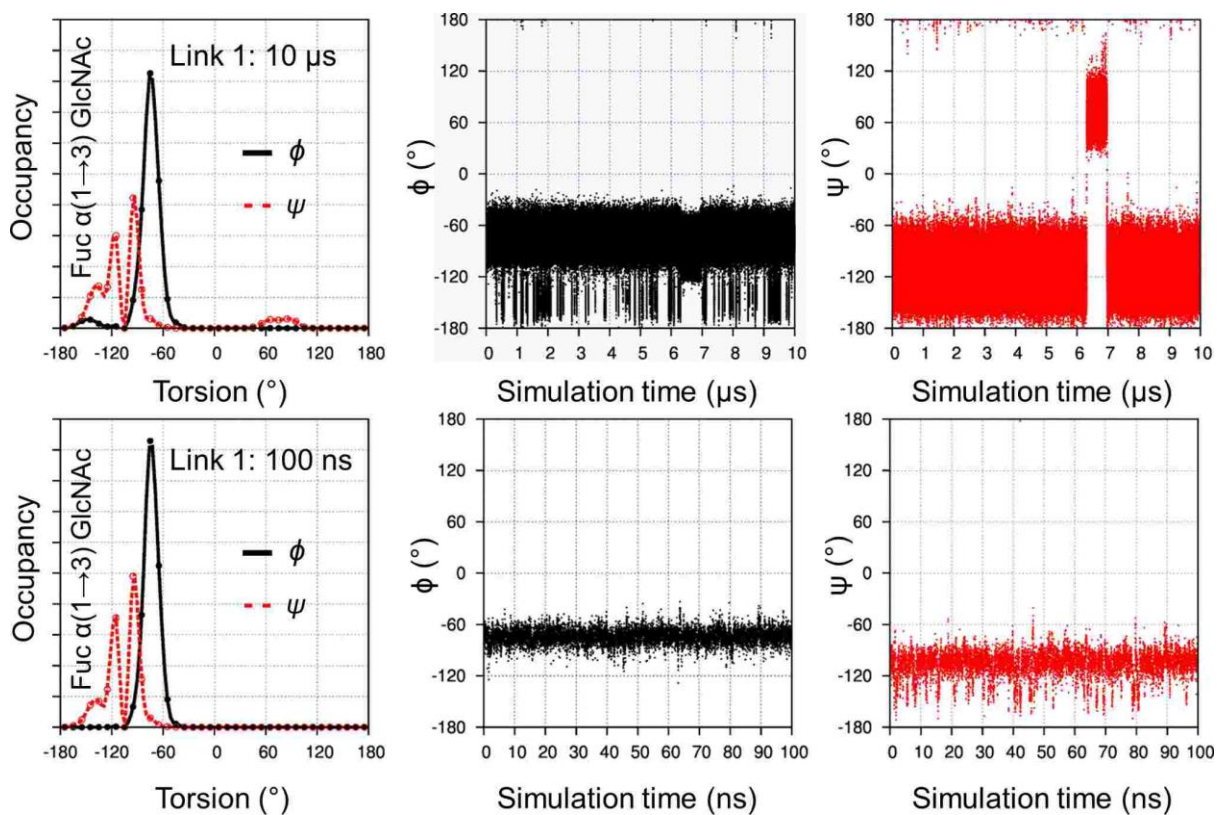 Occupancy
Fuc α(1→3) GlcNAc
Link 1: 10 µs
ϕ
ψ
-180 -120 -60 0 60 120 180
Torsion (°)
ϕ (°)
180
120
60
0
-60
-120
-180
0 1 2 3 4 5 6 7 8 9 10
Simulation time (µs)
Ψ (°)
180
120
60
0
-60
-120
-180
0 1 2 3 4 5 6 7 8 9 10
Simulation time (µs)
Occupancy
Fuc α(1→3) GlcNAc
Link 1: 100 ns
ϕ
ψ
-180 -120 -60 0 60 120 180
Torsion (°)
ϕ (°)
180
120
60
0
-60
-120
-180
0 10 20 30 40 50 60 70 80 90 100
Simulation time (ns)
Ψ (°)
180
120
60
0
-60
-120
-180
0 10 20 30 40 50 60 70 80 90 100
Simulation time (ns)